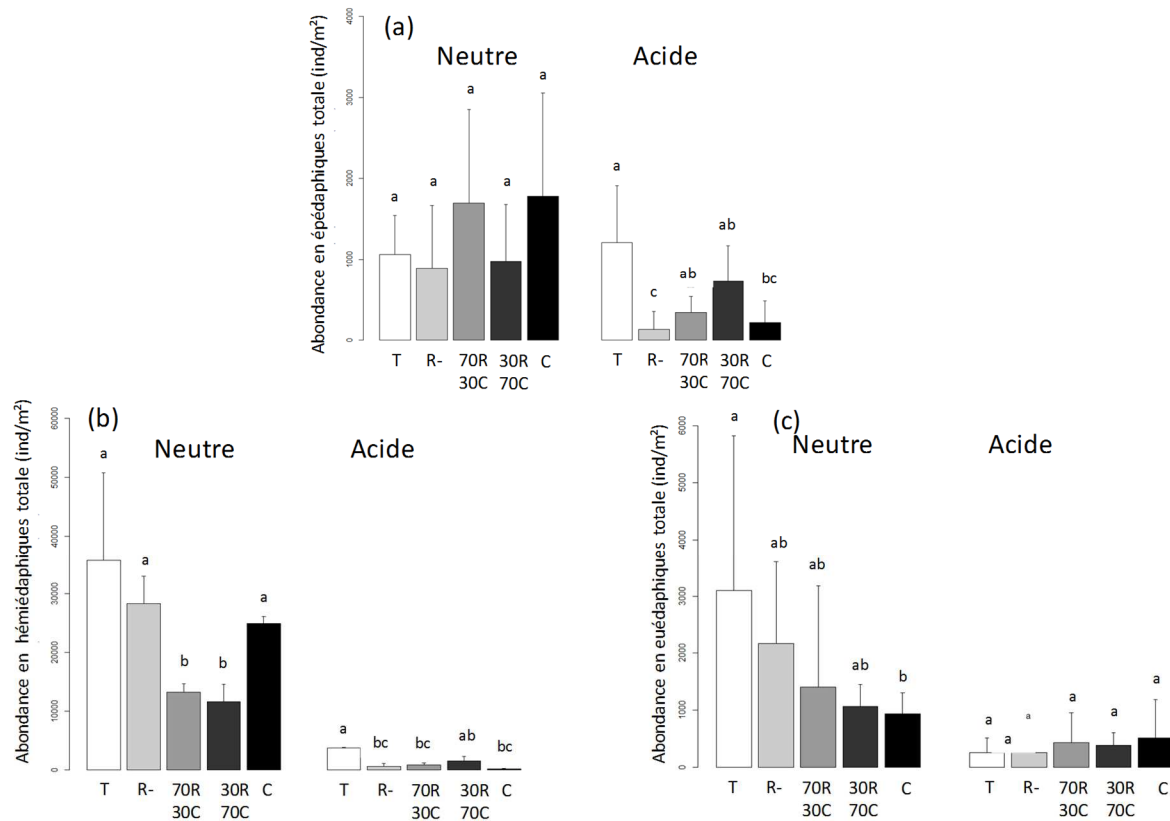 (a)
Neutre
Acide
Abondance en épédaphiques totale (ind/m²)
4000
3000
2000
1000
0
a
a
a
a
a
a
c
ab
ab
bc
T
R-
70R
30C
30R
70C
C
T
R-
70R
30C
30R
70C
C
(b)
Neutre
Acide
Abondance en hémiédaphiques totale (ind/m²)
60000
50000
40000
30000
20000
10000
0
a
a
b
b
a
a
bc
bc
ab
bc
T
R-
70R
30C
30R
70C
C
T
R-
70R
30C
30R
70C
C
(c)
Neutre
Acide
Abondance en euédaphiques totale (ind/m²)
6000
5000
4000
3000
2000
1000
0
a
ab
ab
ab
b
a
a
a
a
a
a
T
R-
70R
30C
30R
70C
C
T
R-
70R
30C
30R
70C
C